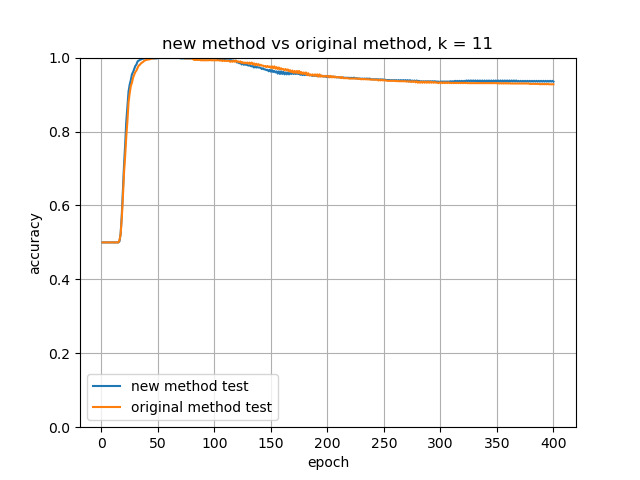 new method vs original method, k = 11
1.0
0.8
0.6
0.4
0.2
0.0
accuracy
new method test
original method test
0 50 100 150 200 250 300 350 400
epoch